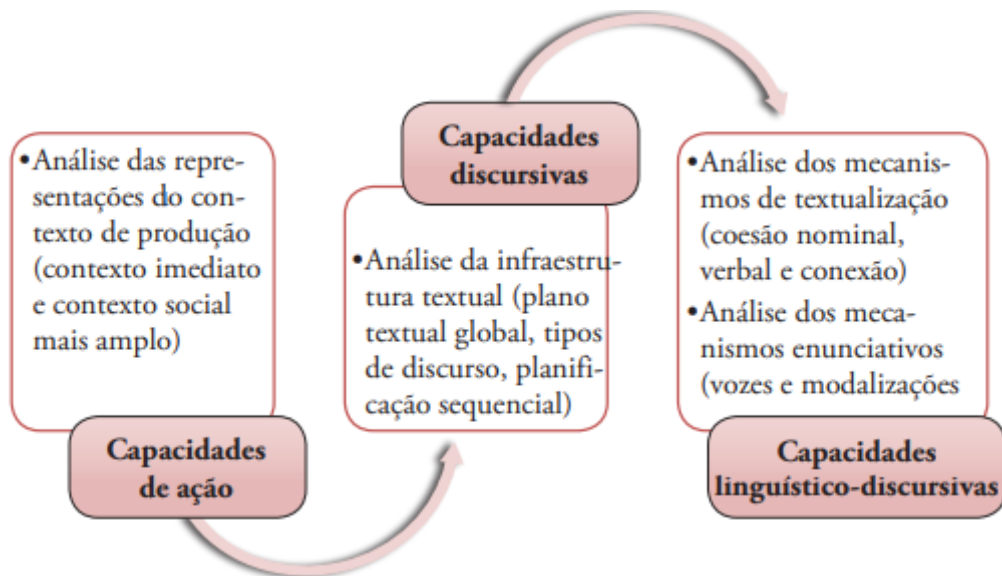 •Análise das repre-
sentações do con-
texto de produção
(contexto imediato
e contexto social
mais amplo)
Capacidades
de ação
Capacidades
discursivas
•Análise da infraestru-
tura textual (plano
textual global, tipos
de discurso, planifi-
cação sequencial)
•Análise dos mecanis-
mos de textualização
(coesão nominal,
verbal e conexão)
•Análise dos meca-
nismos enunciativos
(vozes e modalizações
Capacidades
linguístico-discursivas